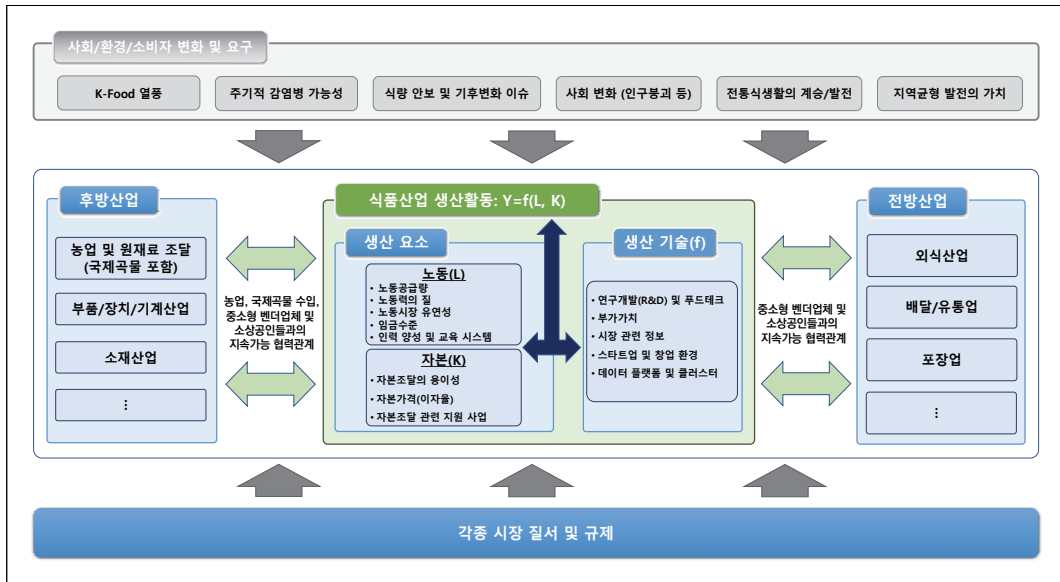 사회/환경/소비자 변화 및 요구
K-Food 열풍
주기적 감염병 가능성
식량 안보 및 기후변화 이슈
사회 변화 (인구붕괴 등)
전통식생활의 계승/발전
지역균형 발전의 가치
후방산업
농업 및 원재료 조달
(국제곡물 포함)
부품/장치/기계산업
소재산업
⋮
농업, 국제곡물 수입,
중소형 벤더업체 및
소상공인들과의
지속가능 협력관계
식품산업 생산활동: Y=f(L, K)
생산 요소
노동(L)
• 노동공급량
• 노동력의 질
• 노동시장 유연성
• 임금수준
• 인력 양성 및 교육 시스템
자본(K)
• 자본조달의 용이성
• 자본가격(이자율)
• 자본조달 관련 지원 사업
생산 기술(f)
• 연구개발(R&D) 및 푸드테크
• 부가가치
• 시장 관련 정보
• 스타트업 및 창업 환경
• 데이터 플랫폼 및 클러스터
중소형 벤더업체 및
소상공인들과의
지속가능 협력관계
전방산업
외식산업
배달/유통업
포장업
⋮
각종 시장 질서 및 규제